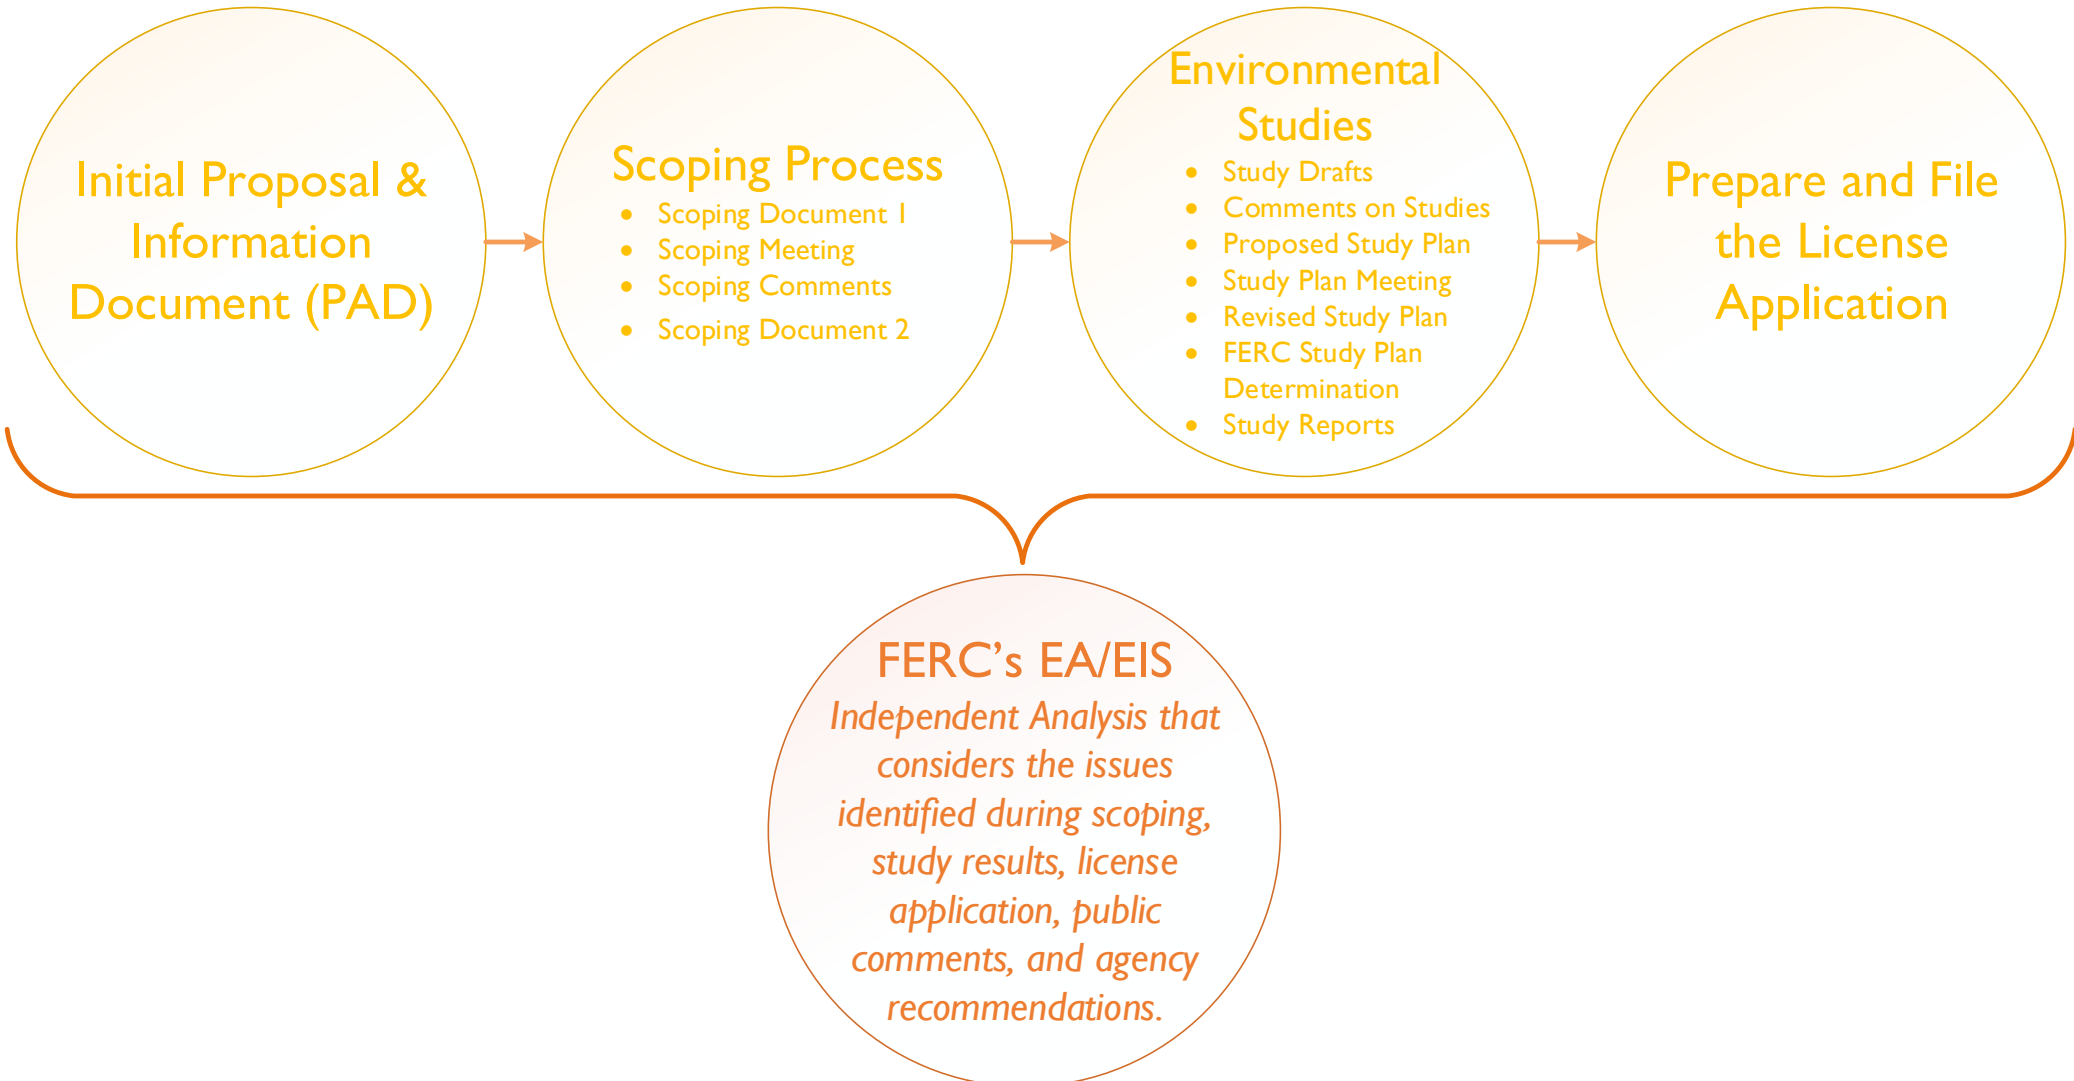 Initial Proposal &
Information
Document (PAD)
Scoping Process
• Scoping Document 1
• Scoping Meeting
• Scoping Comments
• Scoping Document 2
Environmental
Studies
• Study Drafts
• Comments on Studies
• Proposed Study Plan
• Study Plan Meeting
• Revised Study Plan
• FERC Study Plan
Determination
• Study Reports
Prepare and File
the License
Application
FERC’s EA/EIS
Independent Analysis that
considers the issues
identified during scoping,
study results, license
application, public
comments, and agency
recommendations.